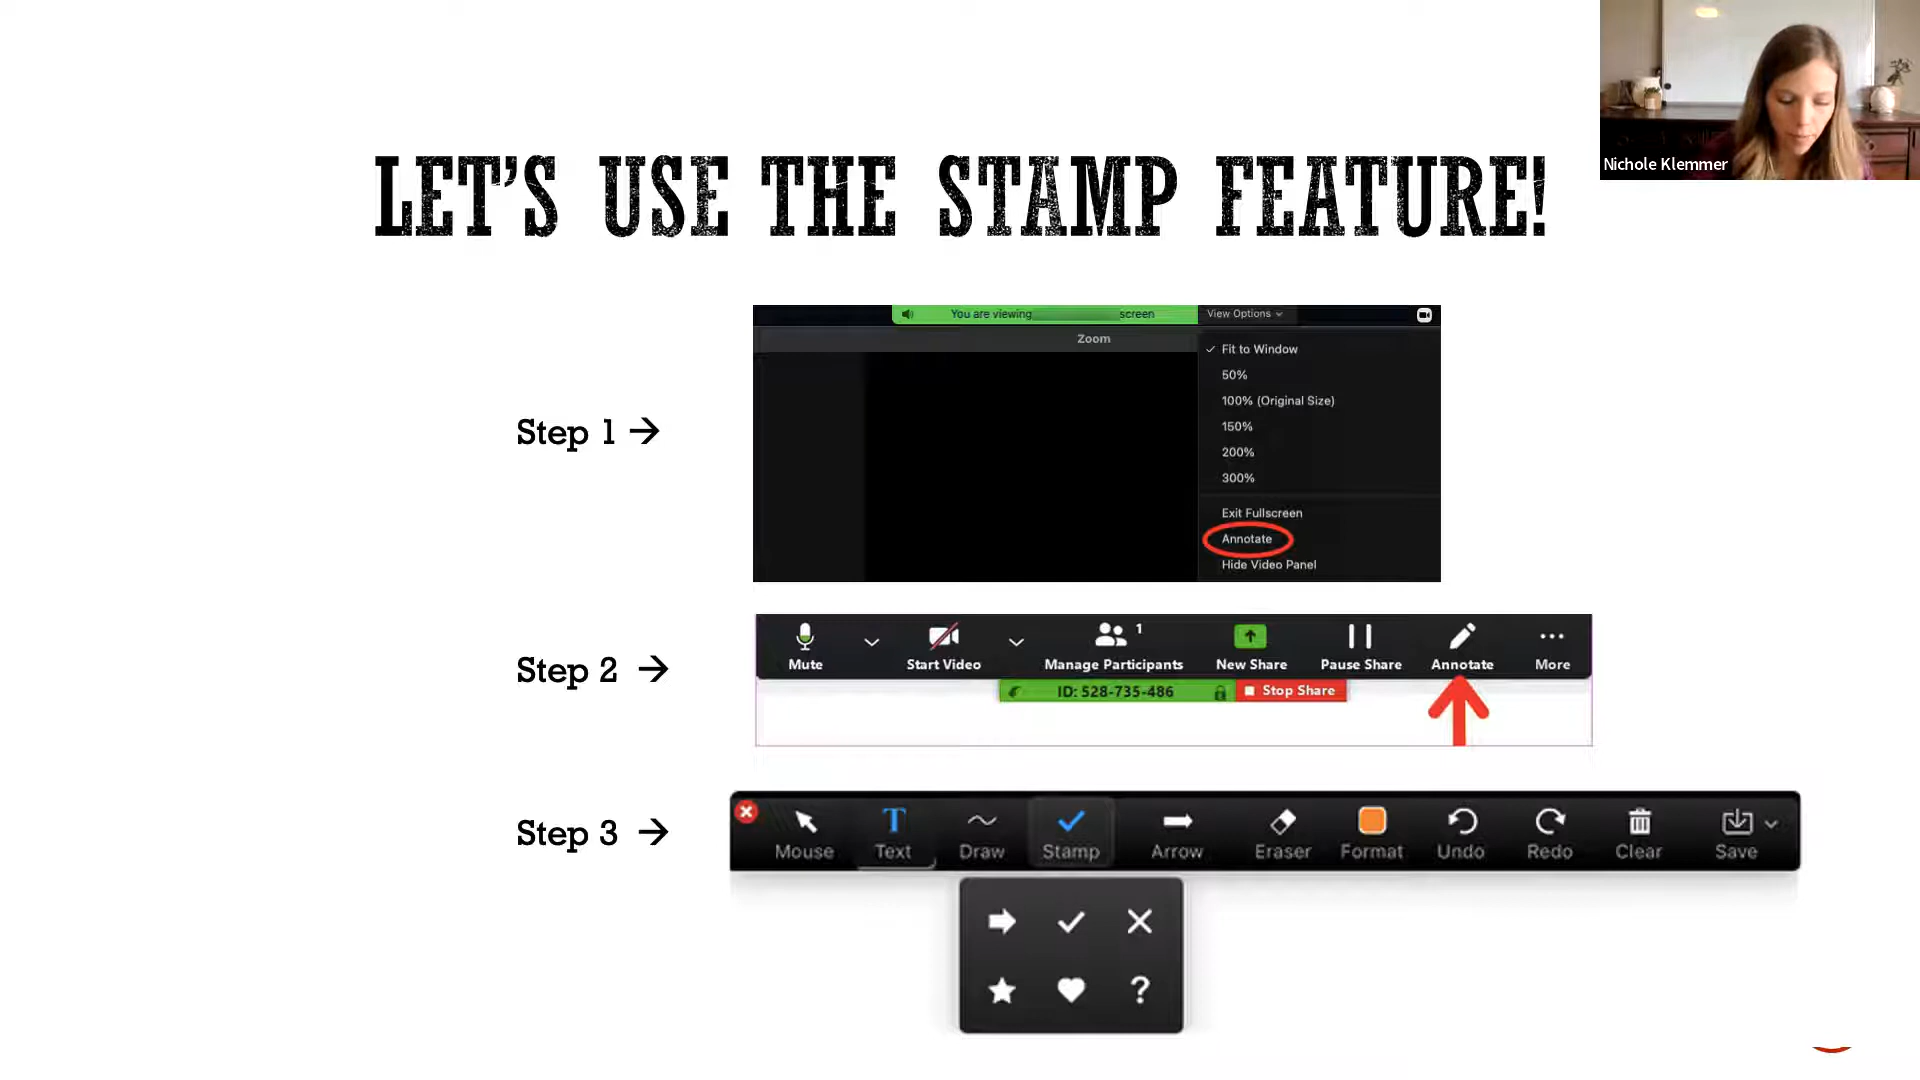 LET'S USE THE STAMP FEATURE!
Nichole Klemmer
Step 1 →
You are viewing screen
View Options
Zoom
✓ Fit to Window
50%
100% (Original Size)
150%
200%
300%
Exit Fullscreen
Annotate
Hide Video Panel
Step 2 →
Mute Start Video Manage Participants 1 New Share Pause Share Annotate More
ID: 528-735-486 Stop Share
Step 3 →
Mouse Text Draw Stamp Arrow Eraser Format Undo Redo Clear Save
?